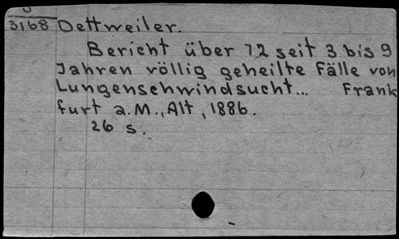 3168 Dettweiler.
Bericht über 72 seit 3 bis 9
Jahren völlig geheilte Fälle von
Lungenschwindsucht... Frank
furt a.M., Alt, 1886.
26 s.